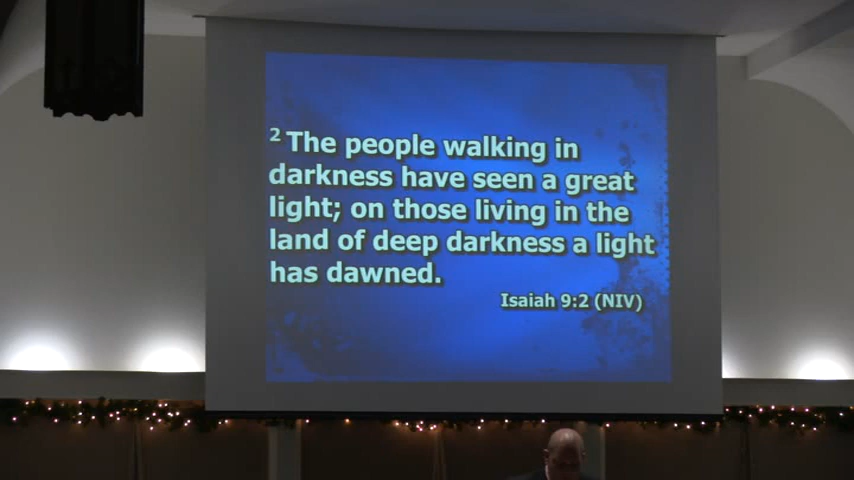 2 The people walking in
darkness have seen a great
light; on those living in the
land of deep darkness a light
has dawned.
Isaiah 9:2 (NIV)